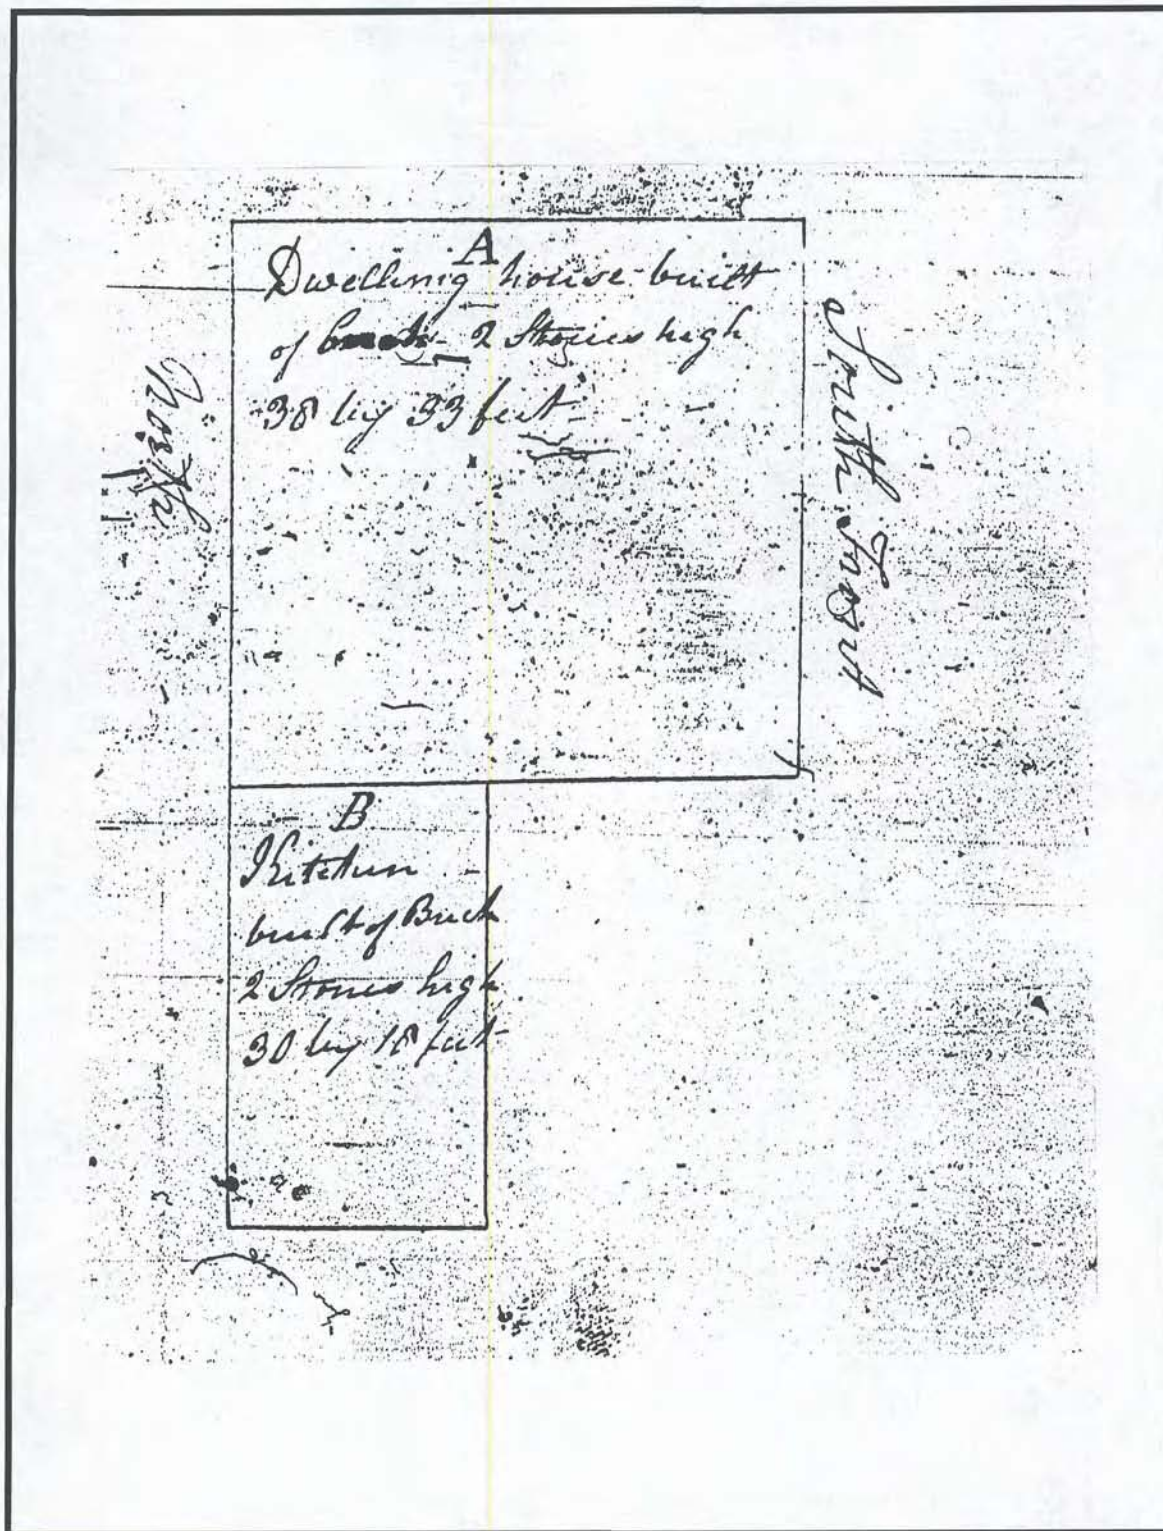 A
Dwelling house built
of brick 2 Stories high
38 by 33 feet
North
South Front
B
Kitchen
built of Brick
2 Stories high
30 by 18 feet